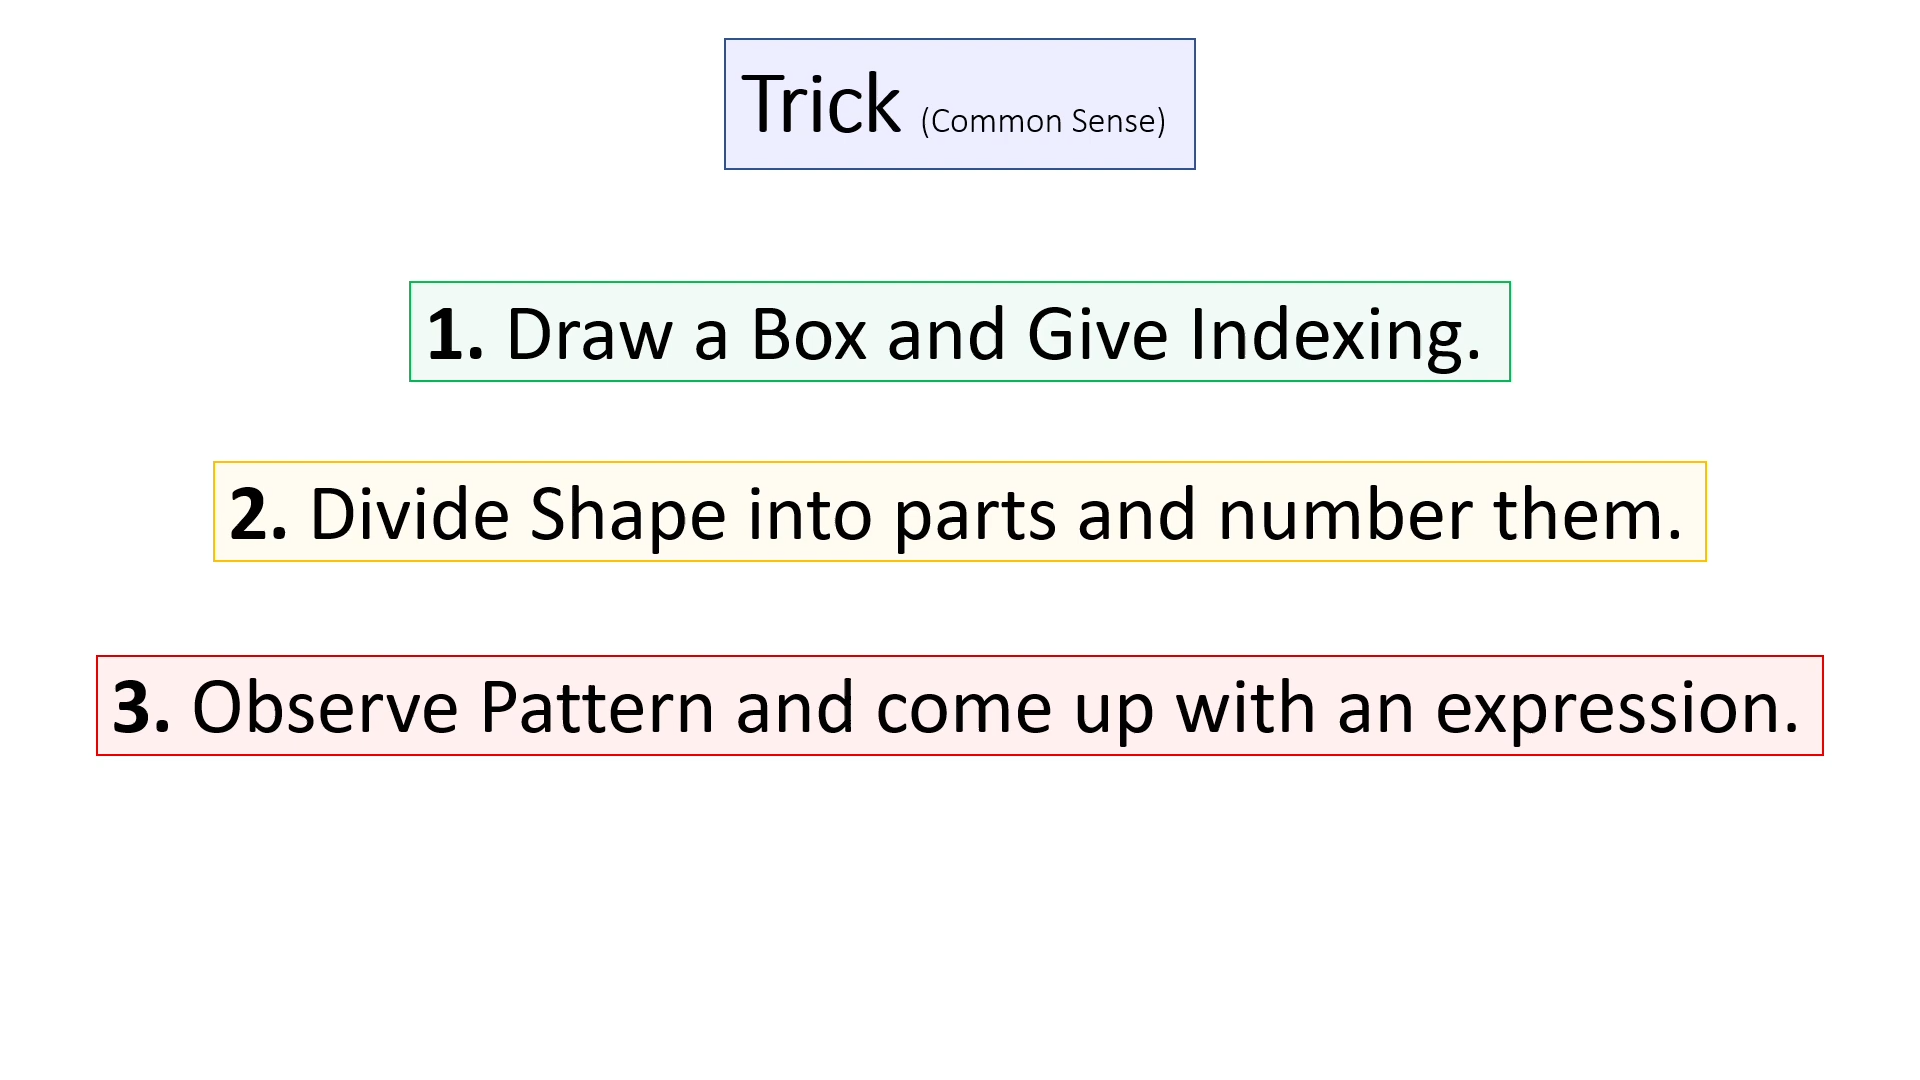 Trick (Common Sense)
1. Draw a Box and Give Indexing.
2. Divide Shape into parts and number them.
3. Observe Pattern and come up with an expression.